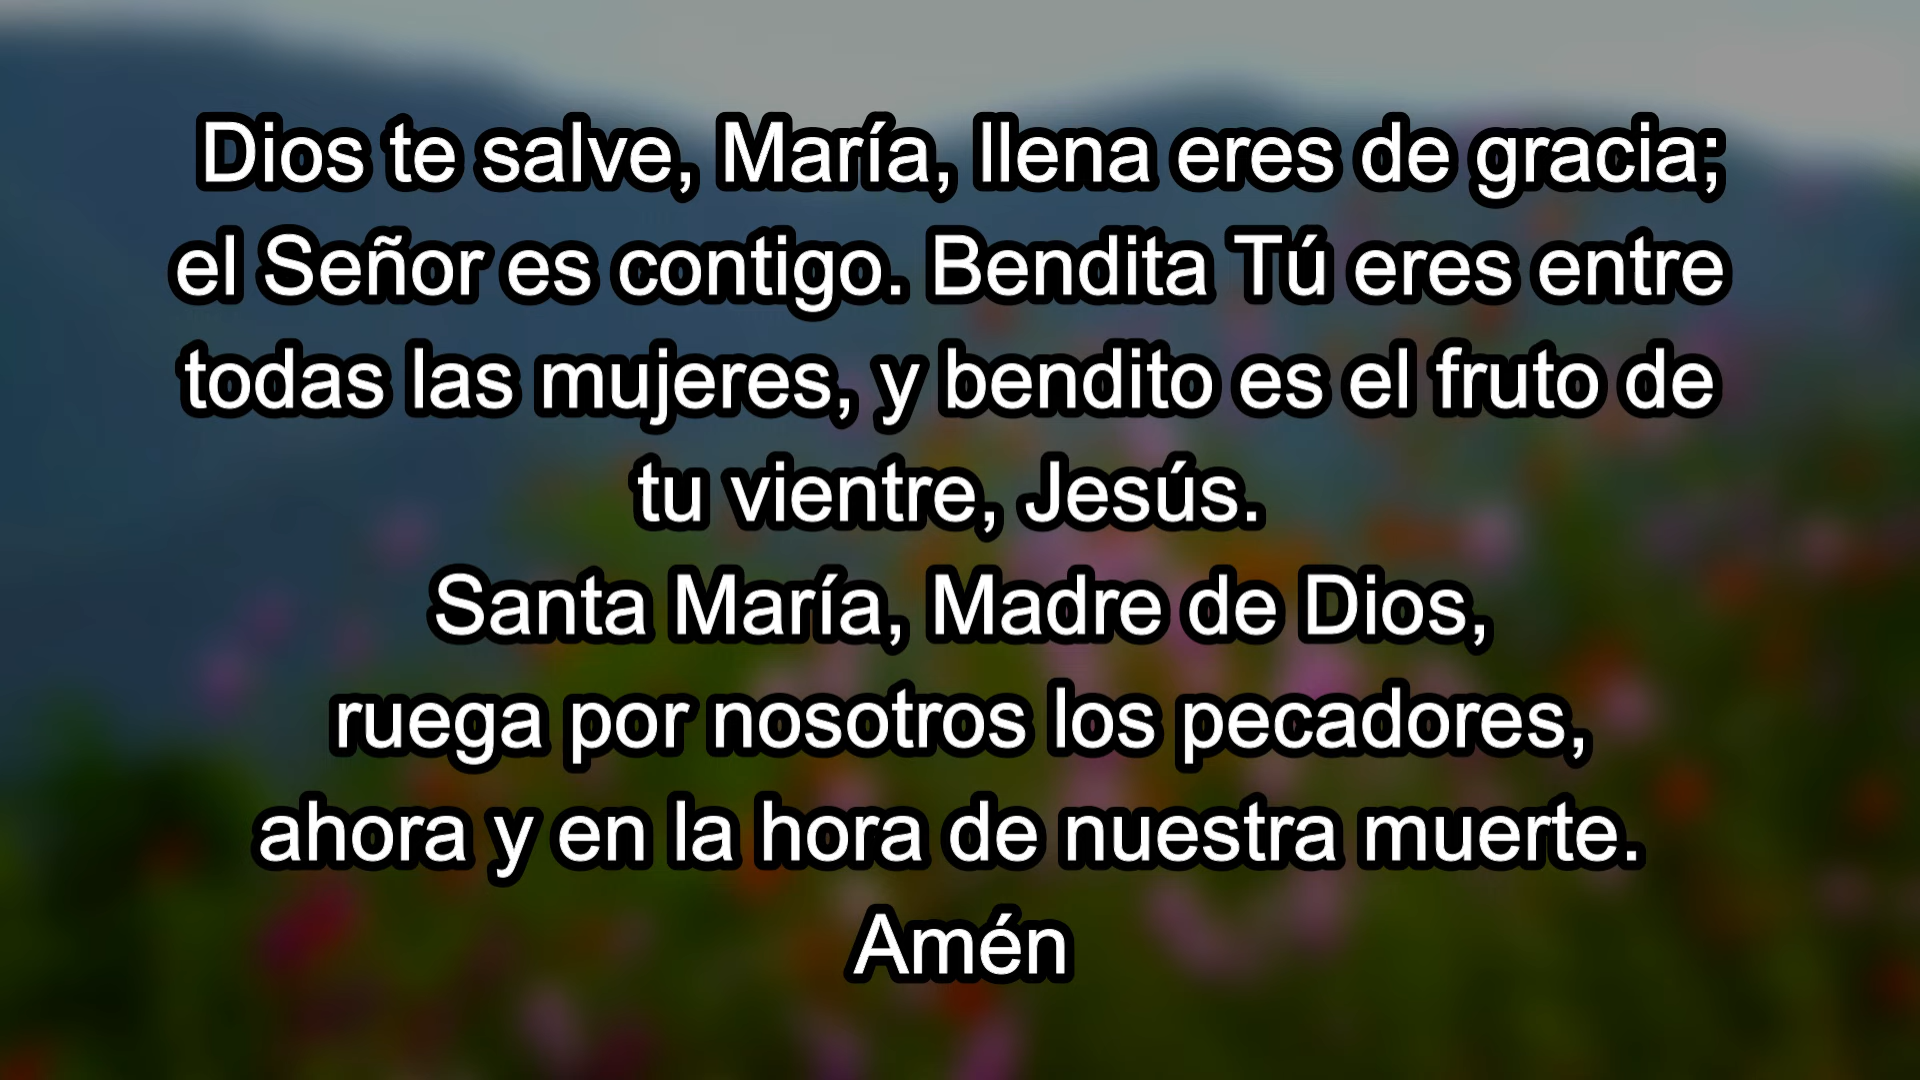 Dios te salve, María, llena eres de gracia;
el Señor es contigo. Bendita Tú eres entre
todas las mujeres, y bendito es el fruto de
tu vientre, Jesús.
Santa María, Madre de Dios,
ruega por nosotros los pecadores,
ahora y en la hora de nuestra muerte.
Amén